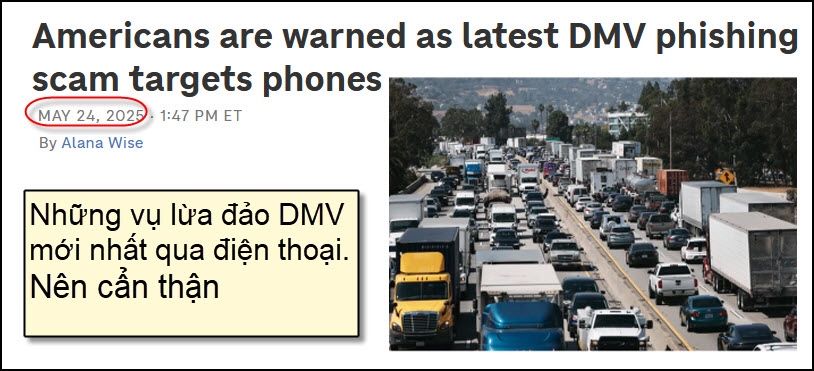 Americans are warned as latest DMV phishing
scam targets phones
MAY 24, 2025 · 1:47 PM ET
By Alana Wise
Những vụ lừa đảo DMV
mới nhất qua điện thoại.
Nên cẩn thận